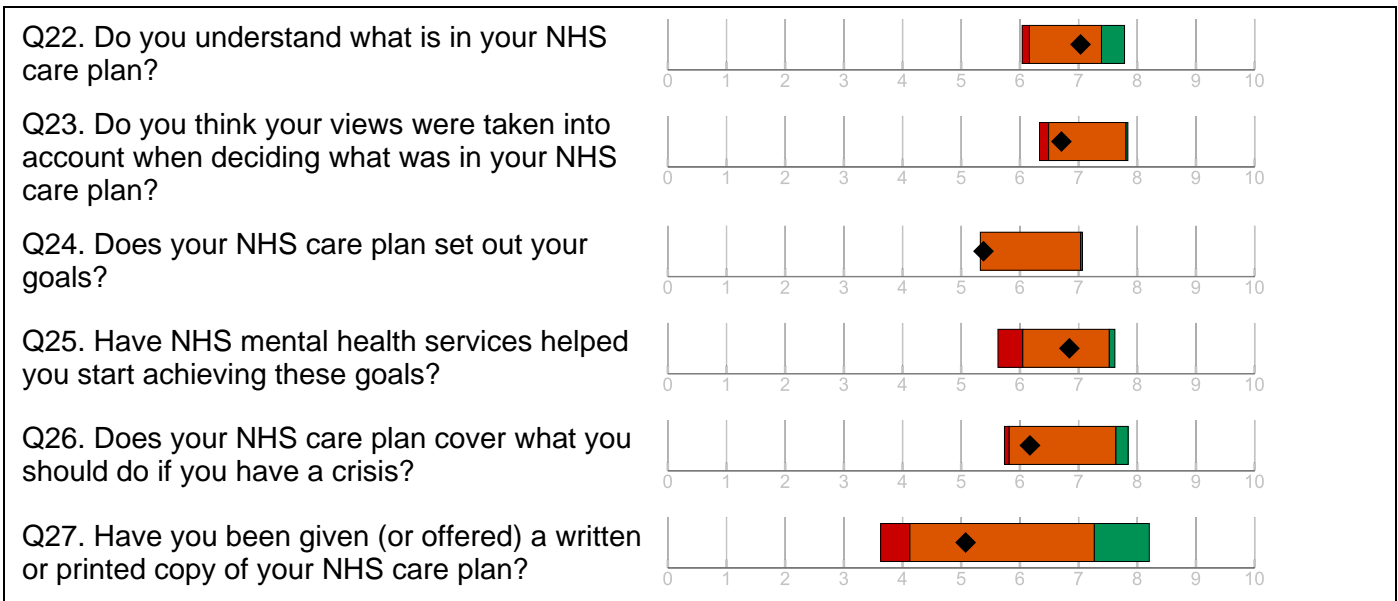 Q22. Do you understand what is in your NHS
care plan?
0 1 2 3 4 5 6 7 8 9 10
Q23. Do you think your views were taken into
account when deciding what was in your NHS
care plan?
0 1 2 3 4 5 6 7 8 9 10
Q24. Does your NHS care plan set out your
goals?
0 1 2 3 4 5 6 7 8 9 10
Q25. Have NHS mental health services helped
you start achieving these goals?
0 1 2 3 4 5 6 7 8 9 10
Q26. Does your NHS care plan cover what you
should do if you have a crisis?
0 1 2 3 4 5 6 7 8 9 10
Q27. Have you been given (or offered) a written
or printed copy of your NHS care plan?
0 1 2 3 4 5 6 7 8 9 10